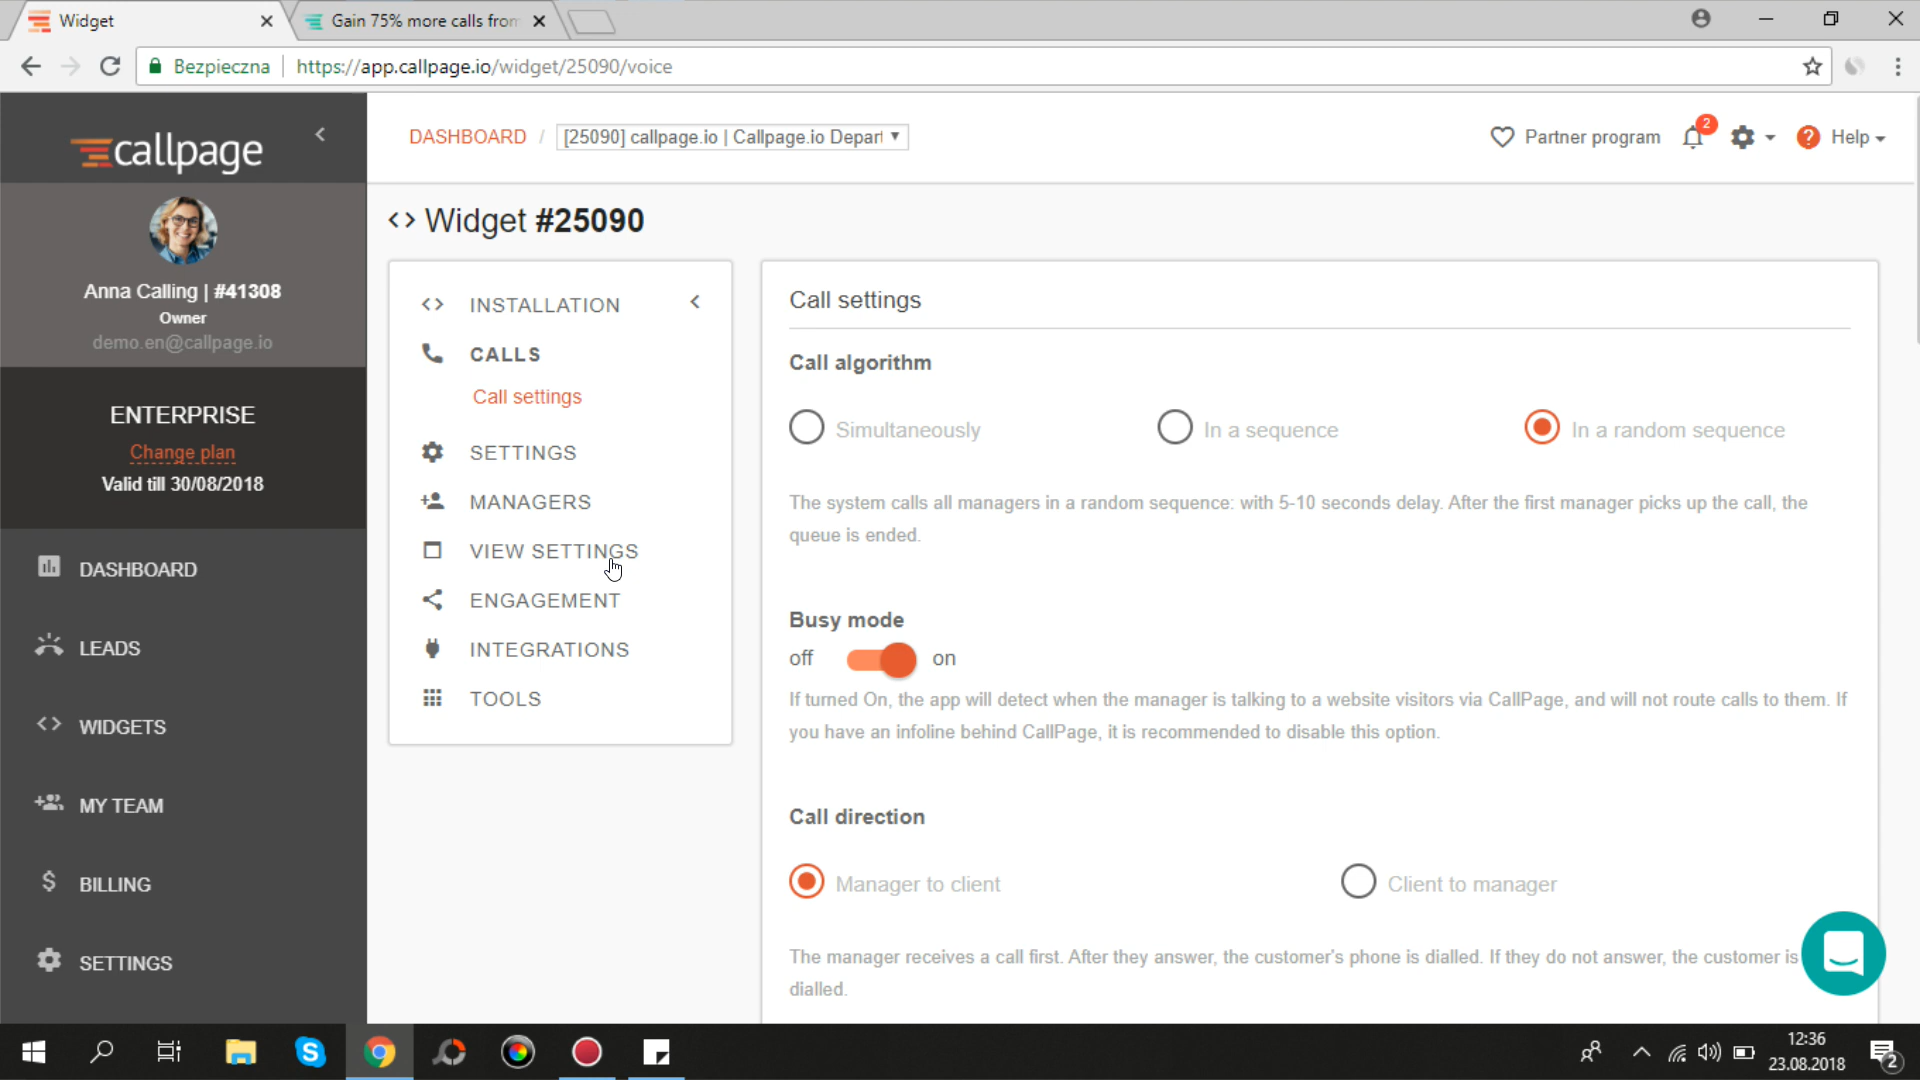 Widget
Gain 75% more calls from
Bezpieczna
https://app.callpage.io/widget/25090/voice
callpage
Anna Calling | #41308
Owner
demo.en@callpage.io
ENTERPRISE
Change plan
Valid till 30/08/2018
DASHBOARD
LEADS
WIDGETS
MY TEAM
BILLING
SETTINGS
DASHBOARD / [25090] callpage.io | Callpage.io Depart
Partner program
2
Help
<> Widget #25090
INSTALLATION
CALLS
Call settings
SETTINGS
MANAGERS
VIEW SETTINGS
ENGAGEMENT
INTEGRATIONS
TOOLS
Call settings
Call algorithm
Simultaneously
In a sequence
In a random sequence
The system calls all managers in a random sequence: with 5-10 seconds delay. After the first manager picks up the call, the
queue is ended.
Busy mode
off on
If turned On, the app will detect when the manager is talking to a website visitors via CallPage, and will not route calls to them. If
you have an infoline behind CallPage, it is recommended to disable this option.
Call direction
Manager to client
Client to manager
The manager receives a call first. After they answer, the customer's phone is dialled. If they do not answer, the customer is
dialled.
12:36
23.08.2018
2